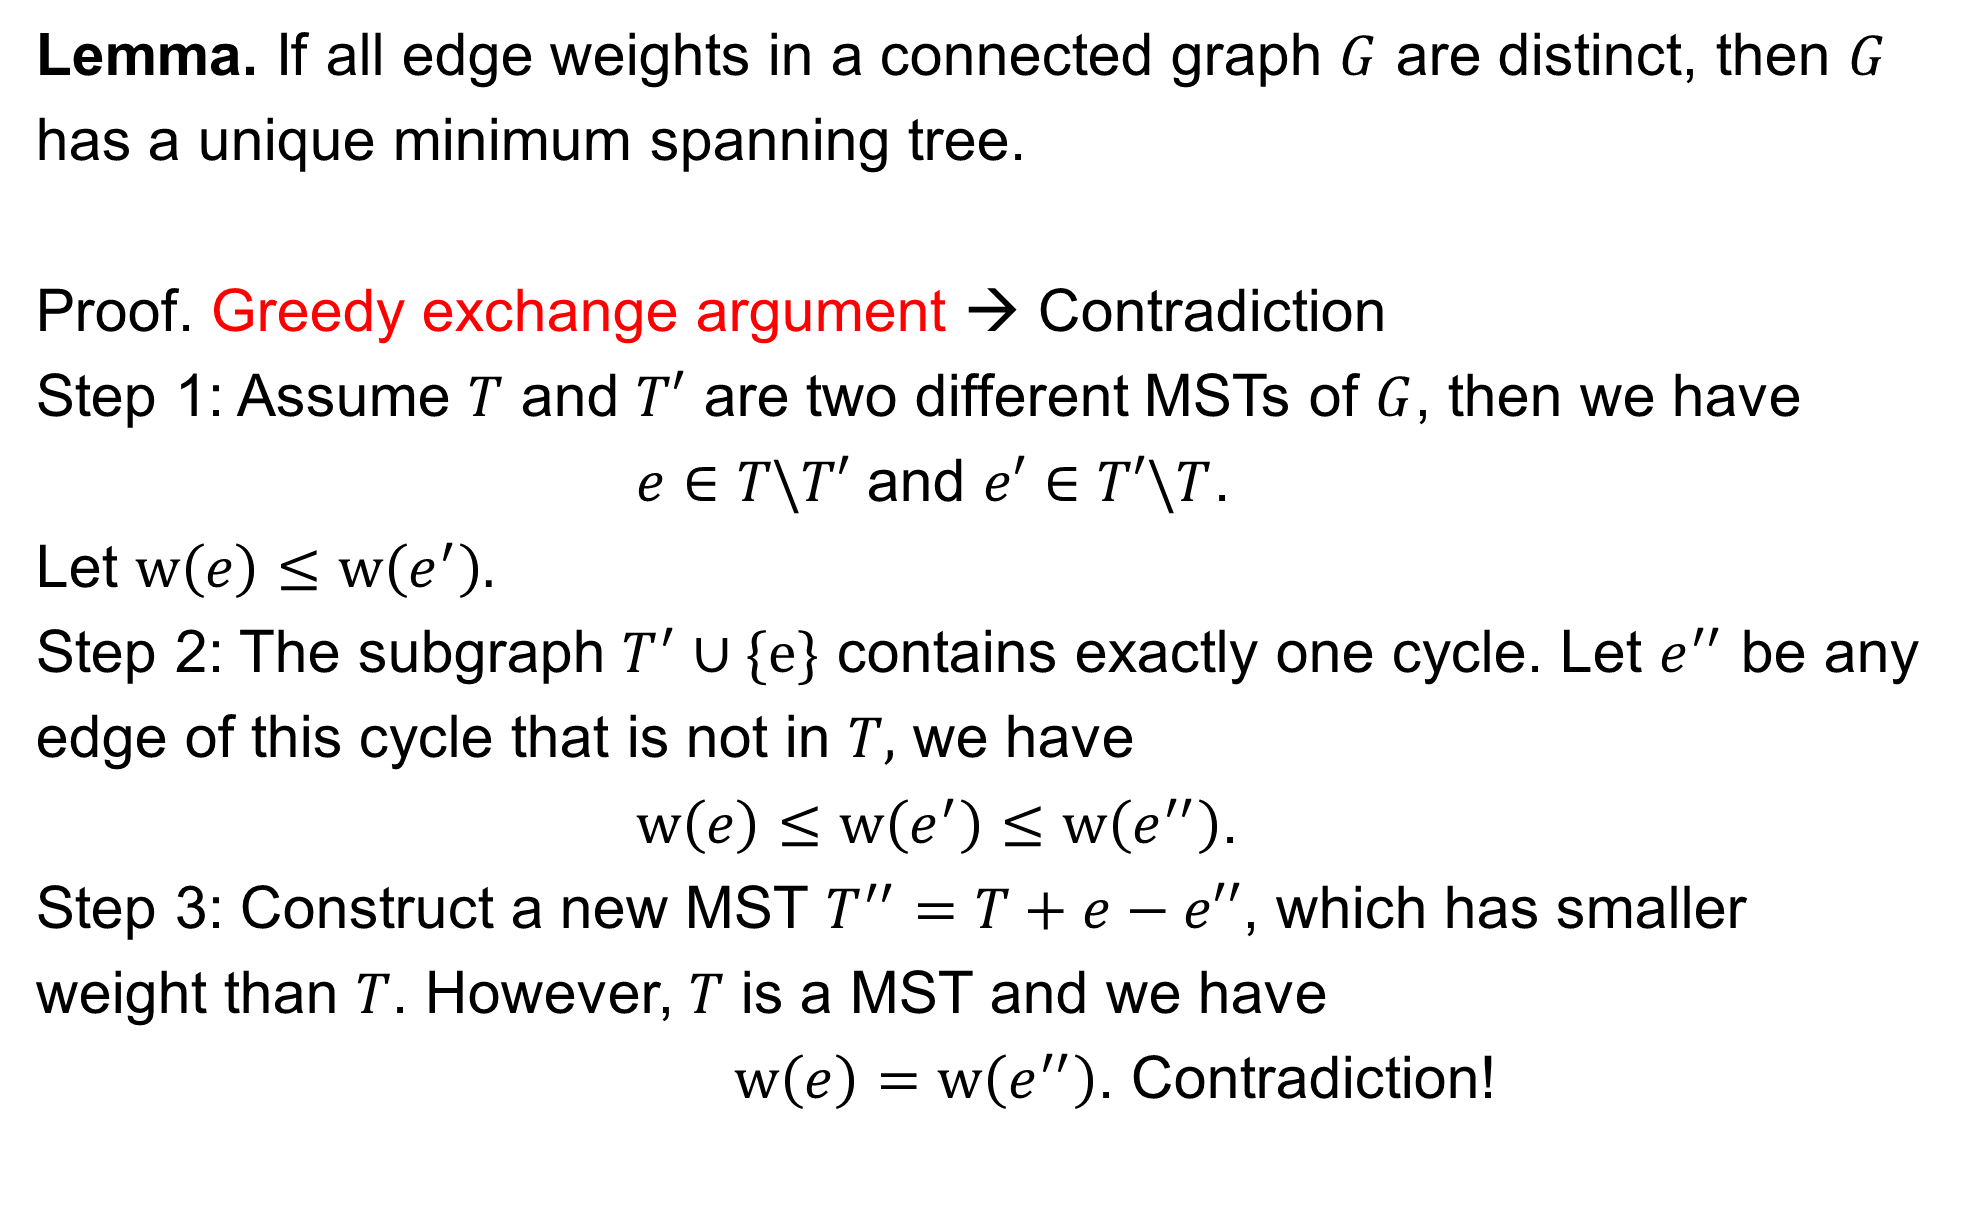 Lemma. If all edge weights in a connected graph 𝐺 are distinct, then 𝐺
has a unique minimum spanning tree.
Proof. Greedy exchange argument → Contradiction
Step 1: Assume 𝑇 and 𝑇′ are two different MSTs of 𝐺, then we have
𝑒 ∈ 𝑇\𝑇′ and 𝑒′ ∈ 𝑇′\𝑇.
Let w(𝑒) ≤ w(𝑒′).
Step 2: The subgraph 𝑇′ ∪ {e} contains exactly one cycle. Let 𝑒′′ be any
edge of this cycle that is not in 𝑇, we have
w(𝑒) ≤ w(𝑒′) ≤ w(𝑒′′).
Step 3: Construct a new MST 𝑇′′ = 𝑇 + 𝑒 − 𝑒′′, which has smaller
weight than 𝑇. However, 𝑇 is a MST and we have
w(𝑒) = w(𝑒′′). Contradiction!